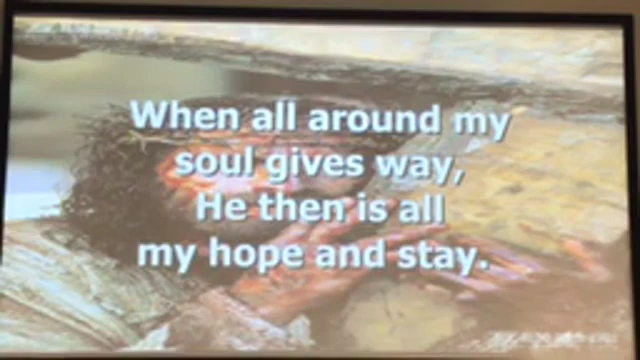 When all around my
soul gives way,
He then is all
my hope and stay.